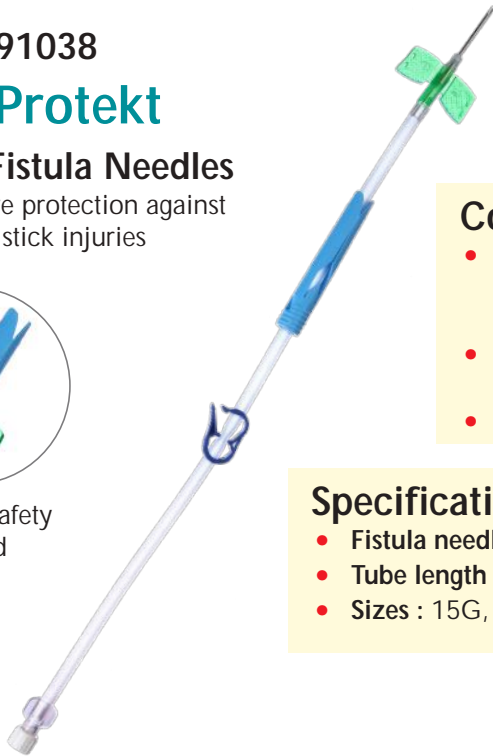 91038
Protekt
Fistula Needles
e protection against
stick injuries
Co
afety
d
Specificati
• Fistula needl
• Tube length
• Sizes : 15G,